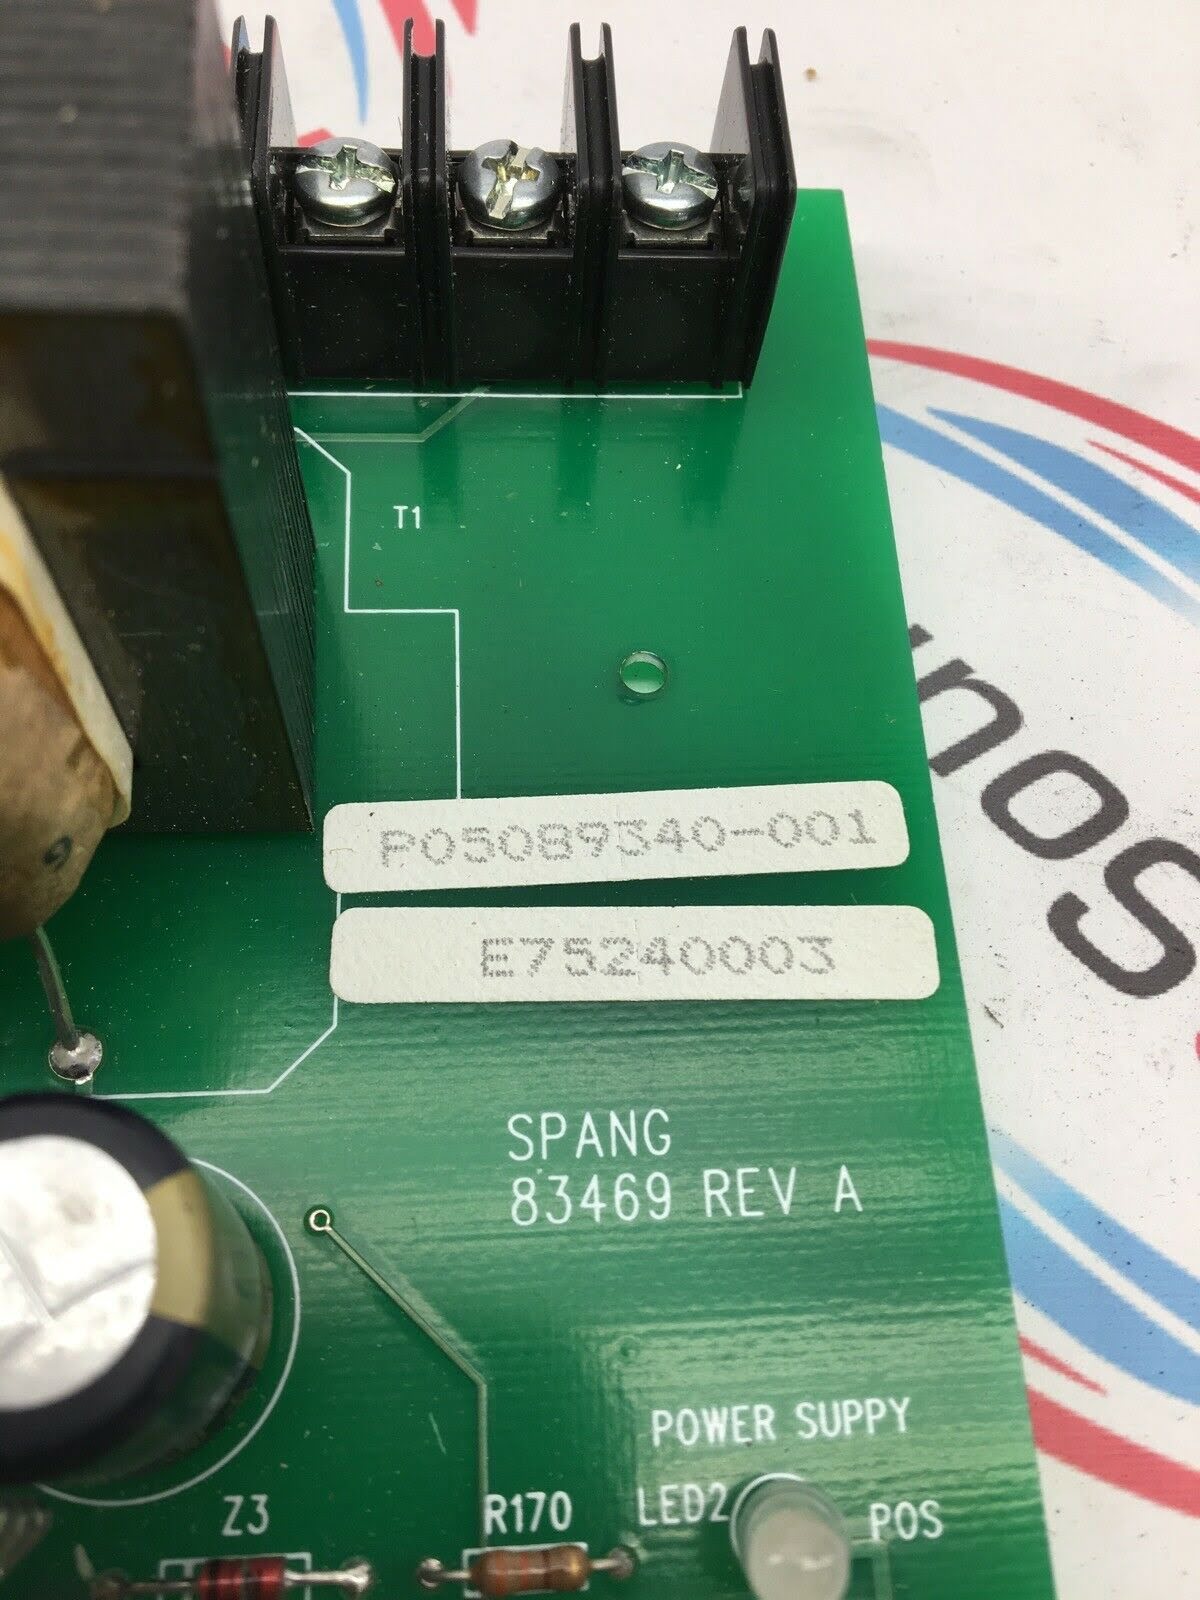 T1
P05089340-001
E75240003
SPANG
83469 REV A
POWER SUPPY
LED2
POS
Z3
R170